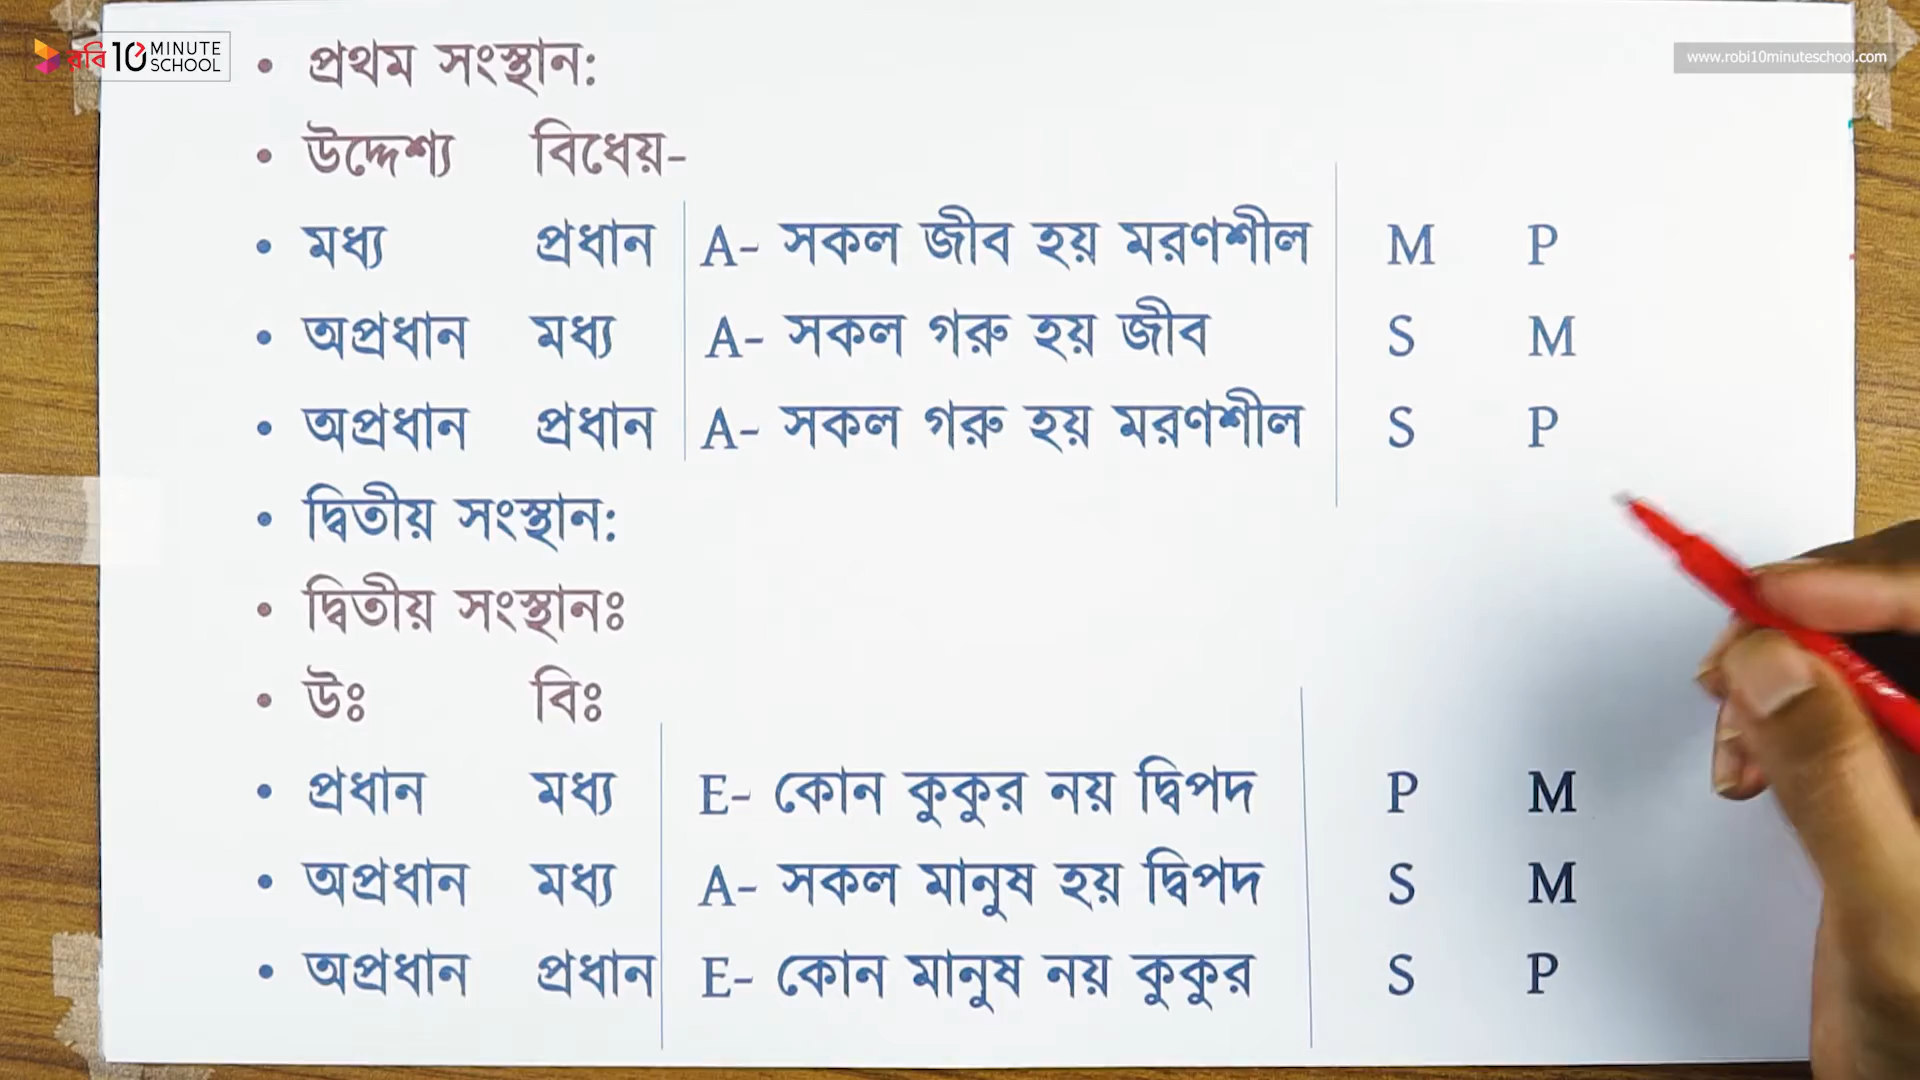 রবি 10 MINUTE SCHOOL
www.robi10minuteschool.com
• প্রথম সংস্থান:
• উদ্দেশ্য বিধেয়-
• মধ্য প্রধান A- সকল জীব হয় মরণশীল M P
• অপ্রধান মধ্য A- সকল গরু হয় জীব S M
• অপ্রধান প্রধান A- সকল গরু হয় মরণশীল S P
• দ্বিতীয় সংস্থান:
• দ্বিতীয় সংস্থানঃ
• উঃ বিঃ
• প্রধান মধ্য E- কোন কুকুর নয় দ্বিপদ P M
• অপ্রধান মধ্য A- সকল মানুষ হয় দ্বিপদ S M
• অপ্রধান প্রধান E- কোন মানুষ নয় কুকুর S P